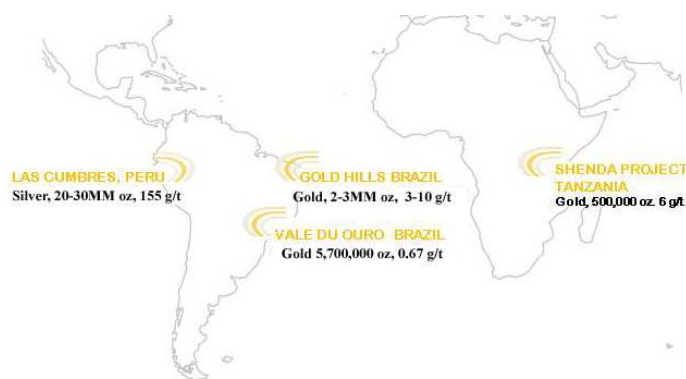 LAS CUMBRES, PERU
Silver, 20-30MM oz, 155 g/t
GOLD HILLS BRAZIL
Gold, 2-3MM oz, 3-10 g/t
SHENDA PROJECT
TANZANIA
Gold, 500,000 oz. 6 g/t
VALE DU OURO BRAZIL
Gold 5,700,000 oz, 0.67 g/t